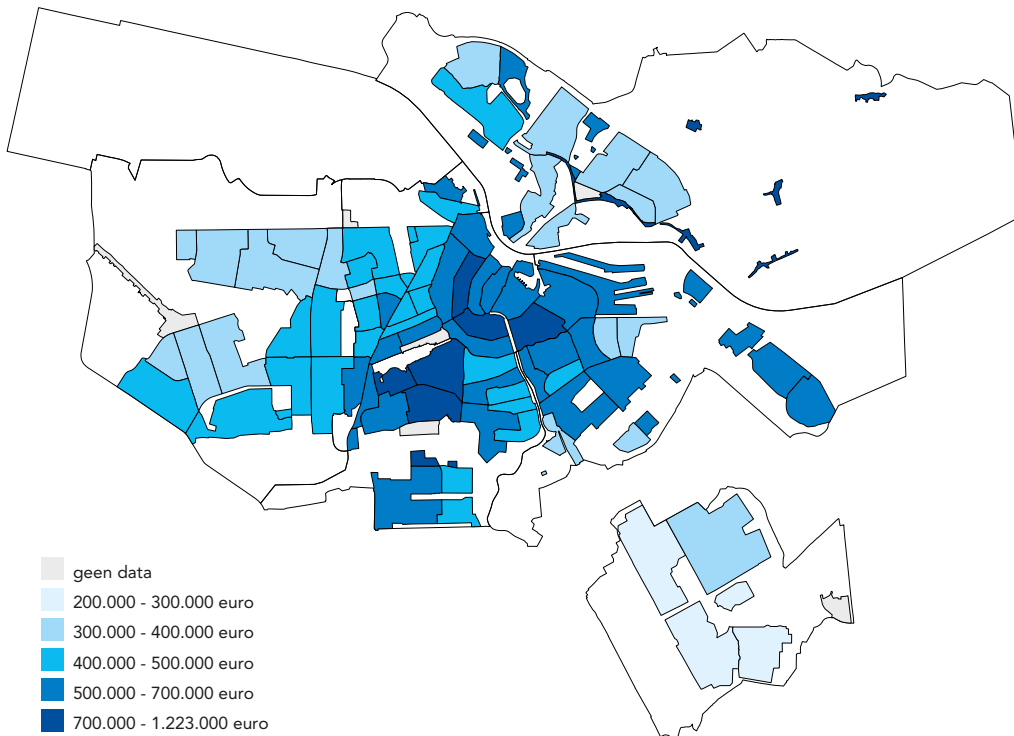 geen data
200.000 - 300.000 euro
300.000 - 400.000 euro
400.000 - 500.000 euro
500.000 - 700.000 euro
700.000 - 1.223.000 euro